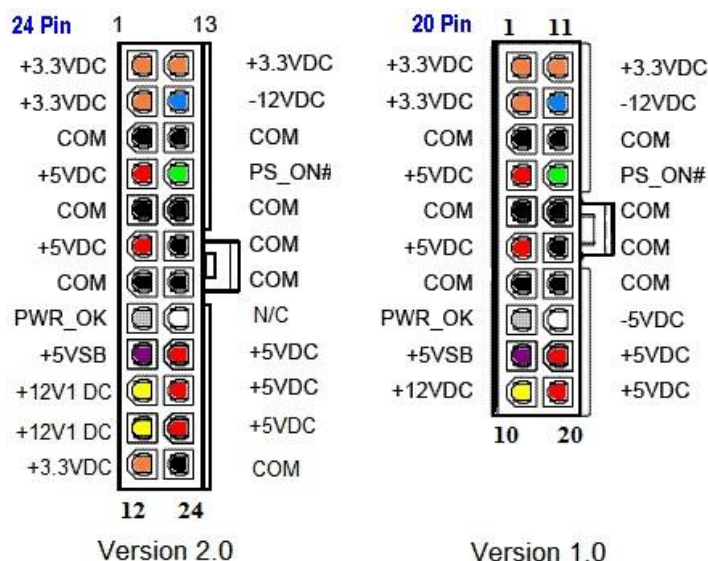 24 Pin 1 13
+3.3VDC +3.3VDC
+3.3VDC -12VDC
COM COM
+5VDC PS_ON#
COM COM
+5VDC COM
COM COM
PWR_OK N/C
+5VSB +5VDC
+12V1 DC +5VDC
+12V1 DC +5VDC
+3.3VDC COM
12 24
Version 2.0
20 Pin 1 11
+3.3VDC +3.3VDC
+3.3VDC -12VDC
COM COM
+5VDC PS_ON#
COM COM
+5VDC COM
COM COM
PWR_OK -5VDC
+5VSB +5VDC
+12VDC +5VDC
10 20
Version 1.0